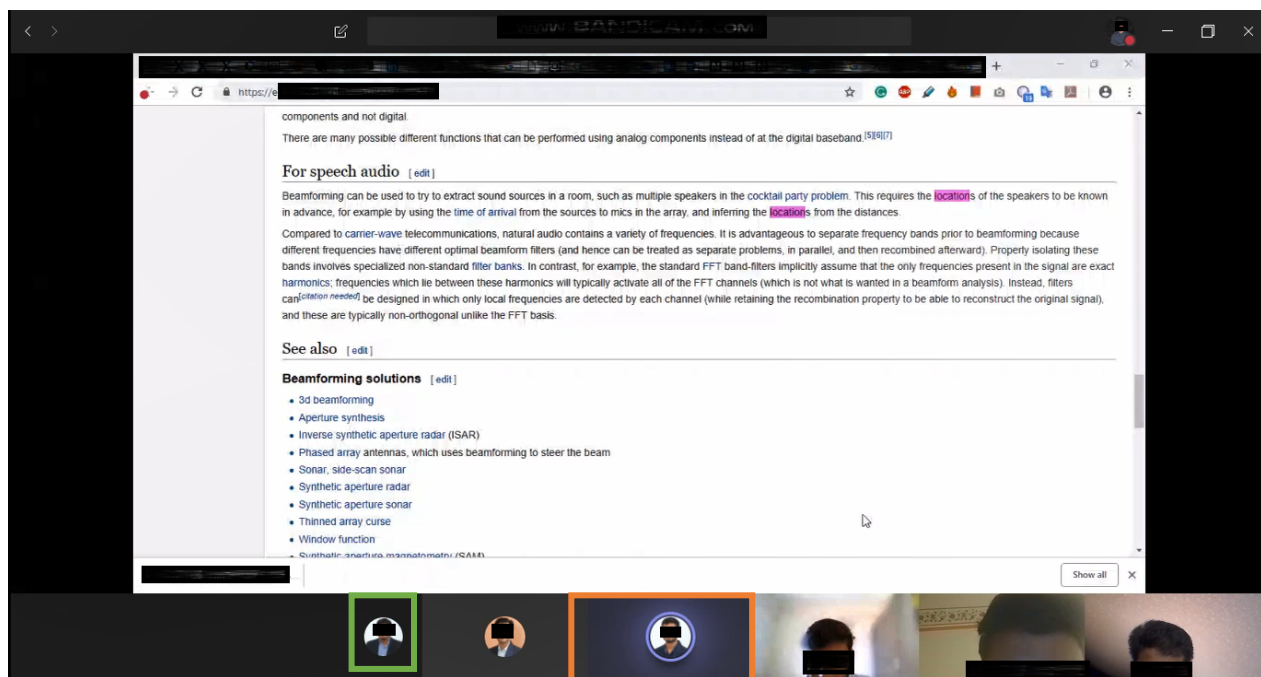 WWW.BANDICAM.COM
https://e
components and not digital.
There are many possible different functions that can be performed using analog components instead of at the digital baseband.[5][6][7]
For speech audio [ edit ]
Beamforming can be used to try to extract sound sources in a room, such as multiple speakers in the cocktail party problem. This requires the locations of the speakers to be known
in advance, for example by using the time of arrival from the sources to mics in the array, and inferring the locations from the distances.
Compared to carrier-wave telecommunications, natural audio contains a variety of frequencies. It is advantageous to separate frequency bands prior to beamforming because
different frequencies have different optimal beamform filters (and hence can be treated as separate problems, in parallel, and then recombined afterward). Properly isolating these
bands involves specialized non-standard filter banks. In contrast, for example, the standard FFT band-filters implicitly assume that the only frequencies present in the signal are exact
harmonics; frequencies which lie between these harmonics will typically activate all of the FFT channels (which is not what is wanted in a beamform analysis). Instead, filters
can[citation needed] be designed in which only local frequencies are detected by each channel (while retaining the recombination property to be able to reconstruct the original signal),
and these are typically non-orthogonal unlike the FFT basis.
See also [ edit ]
Beamforming solutions [ edit ]
• 3d beamforming
• Aperture synthesis
• Inverse synthetic aperture radar (ISAR)
• Phased array antennas, which uses beamforming to steer the beam
• Sonar, side-scan sonar
• Synthetic aperture radar
• Synthetic aperture sonar
• Thinned array curse
• Window function
• Synthetic aperture magnetometry (SAM)
Show all